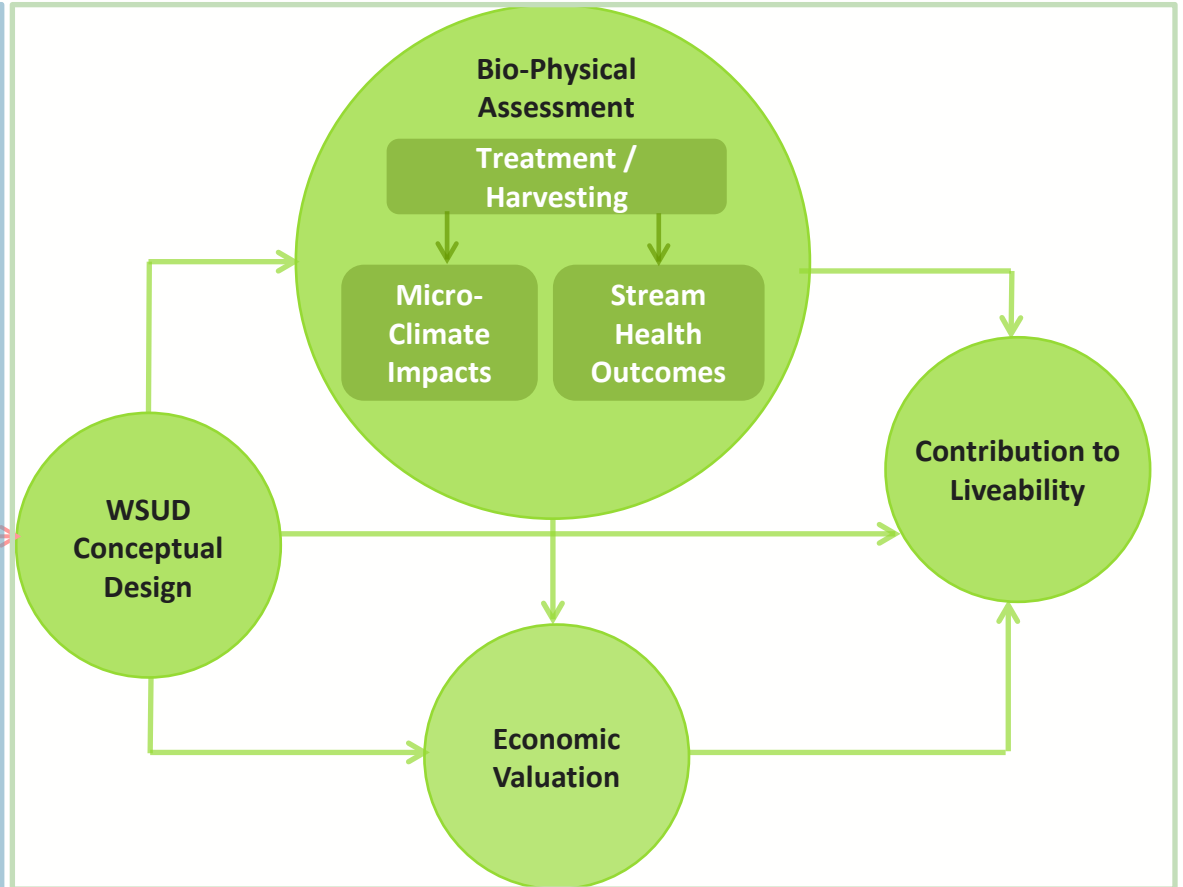 Bio-Physical
Assessment
Treatment /
Harvesting
Micro-
Climate
Impacts
Stream
Health
Outcomes
Contribution to
Liveability
WSUD
Conceptual
Design
Economic
Valuation